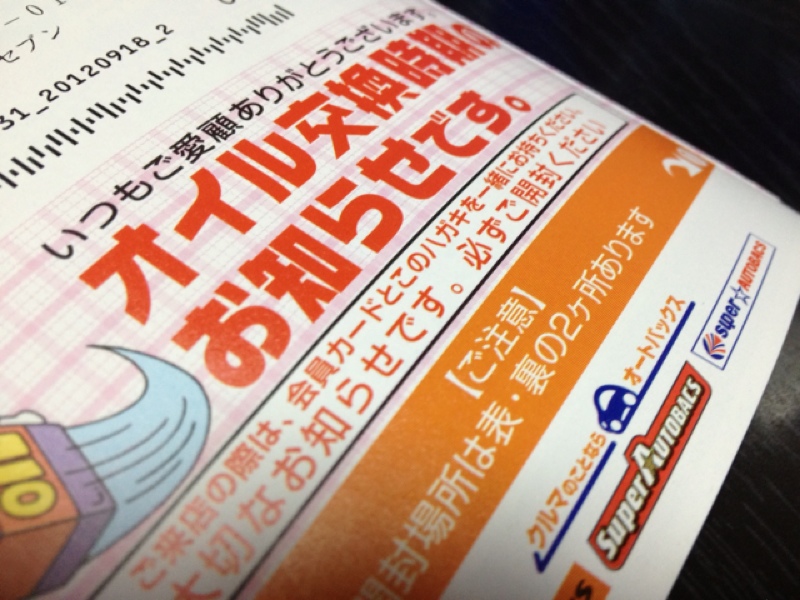 セブン
31_20120918_2
いつもご愛顧ありがとうございます
オイル交換時期の
お知らせです。
ご来店の際は、会員カードとこのハガキを一緒にお持ちください。
大切なお知らせです。必ずご開封ください
【ご注意】
開封場所は表・裏の2ヶ所あります
OIL
クルマのことなら オートバックス
SUPER AUTOBACS
super AUTOBACS